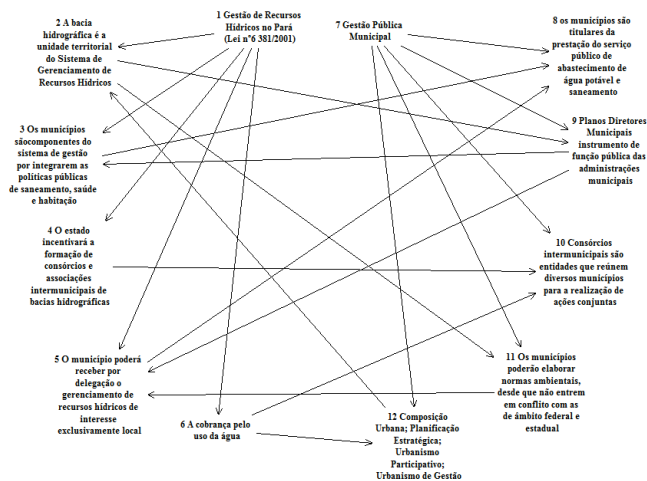 1 Gestão de Recursos
Hídricos no Pará
(Lei nº6 381/2001)
2 A bacia
hidrográfica é a
unidade territorial
do Sistema de
Gerenciamento de
Recursos Hídricos
3 Os municípios
sãocomponentes do
sistema de gestão
por integrarem as
políticas públicas
de saneamento, saúde
e habitação
4 O estado
incentivará a
formação de
consórcios e
associações
intermunicipais de
bacias hidrográficas
5 O município poderá
receber por
delegação o
gerenciamento de
recursos hídricos de
interesse
exclusivamente local
6 A cobrança pelo
uso da água
7 Gestão Pública
Municipal
8 os municípios são
titulares da
prestação do serviço
público de
abastecimento de
água potável e
saneamento
9 Planos Diretores
Municipais
instrumento de
função pública das
administrações
municipais
10 Consórcios
intermunicipais são
entidades que reúnem
diversos municípios
para a realização de
ações conjuntas
11 Os municípios
poderão elaborar
normas ambientais,
desde que não entrem
em conflito com as
de âmbito federal e
estadual
12 Composição
Urbana; Planificação
Estratégica;
Urbanismo
Participativo;
Urbanismo de Gestão